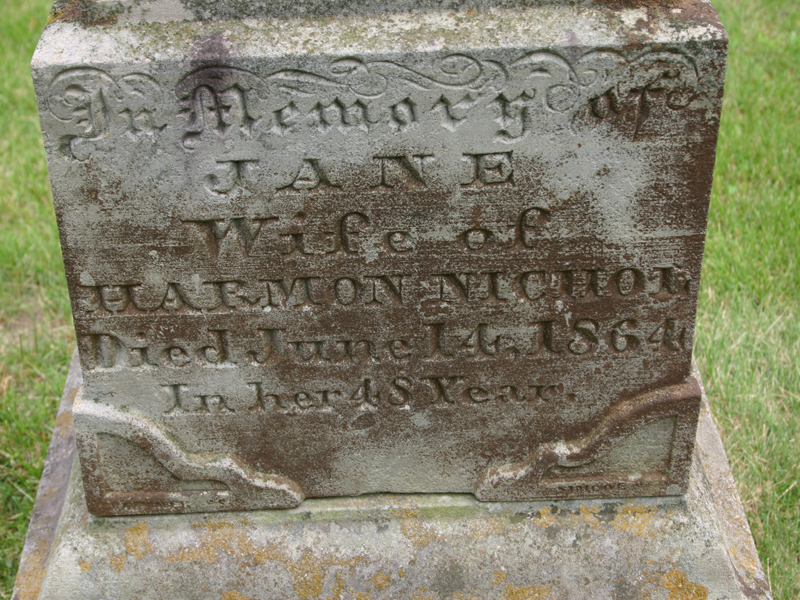 In Memory of
JANE
Wife of
HARMON NICHOL
Died June 14, 1864
In her 48 Year.